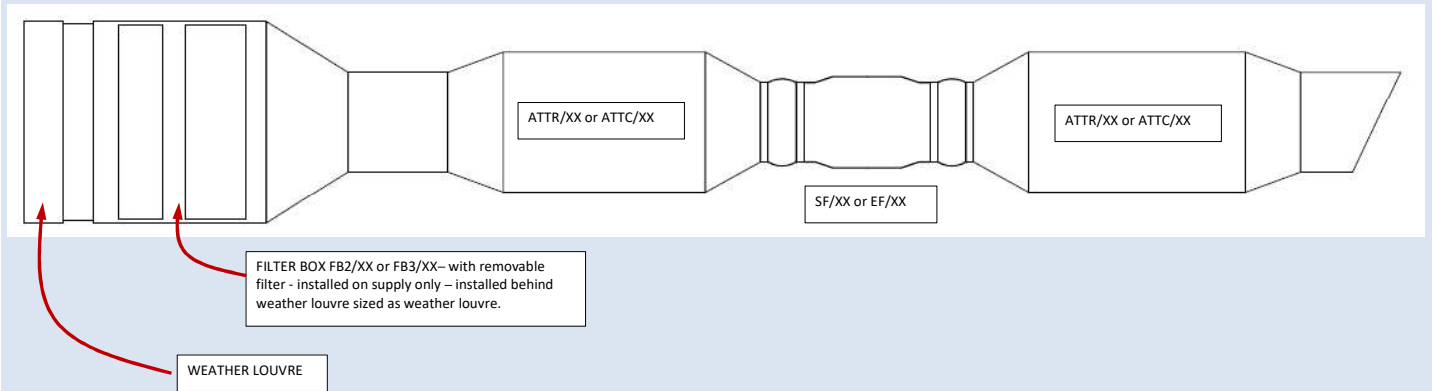 ATTR/XX or ATTC/XX
ATTR/XX or ATTC/XX
SF/XX or EF/XX
FILTER BOX FB2/XX or FB3/XX– with removable
filter - installed on supply only – installed behind
weather louvre sized as weather louvre.
WEATHER LOUVRE